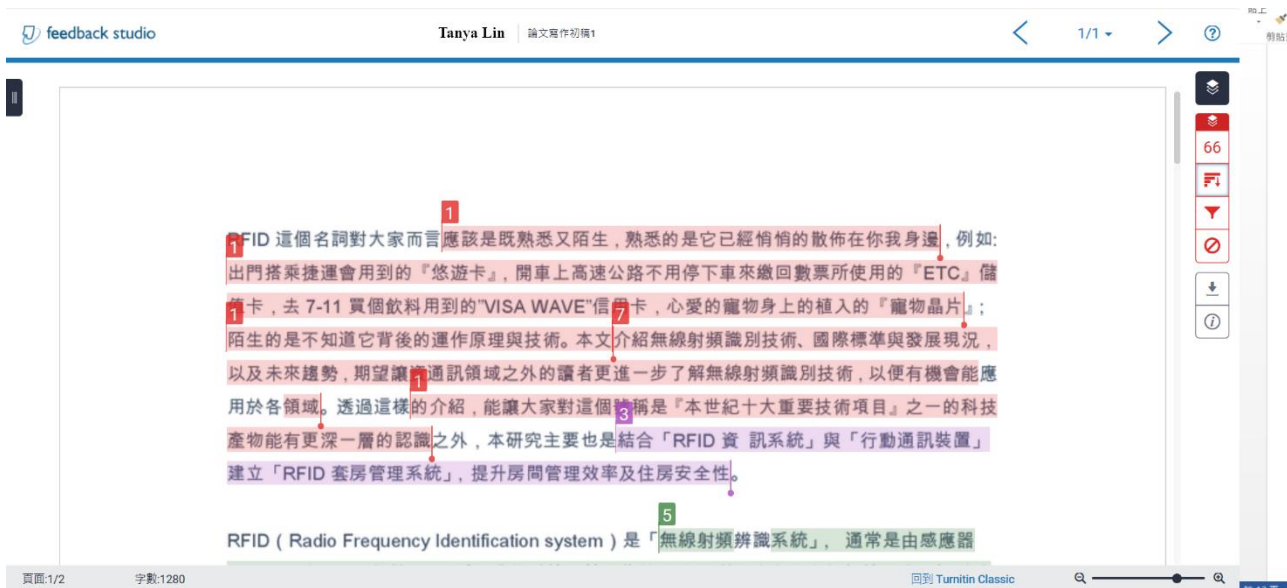 feedback studio
Tanya Lin 論文寫作初稿1
1/1
66
1
RFID 這個名詞對大家而言應該是既熟悉又陌生，熟悉的是它已經悄悄的散佈在你我身邊，例如:
1
出門搭乘捷運會用到的『悠遊卡』，開車上高速公路不用停下車來繳回數票所使用的『ETC』儲
值卡，去 7-11 買個飲料用到的"VISA WAVE"信用卡，心愛的寵物身上的植入的『寵物晶片』；
1 7
陌生的是不知道它背後的運作原理與技術。本文介紹無線射頻識別技術、國際標準與發展現況，
以及未來趨勢，期望讓資通訊領域之外的讀者更進一步了解無線射頻識別技術，以便有機會能應
1
用於各領域。透過這樣的介紹，能讓大家對這個號稱是『本世紀十大重要技術項目』之一的科技
3
產物能有更深一層的認識之外，本研究主要也是結合「RFID 資 訊系統」與「行動通訊裝置」
建立「RFID 套房管理系統」，提升房間管理效率及住房安全性。
5
RFID ( Radio Frequency Identification system ) 是「無線射頻辨識系統」， 通常是由感應器
頁面:1/2 字數:1280 回到 Turnitin Classic